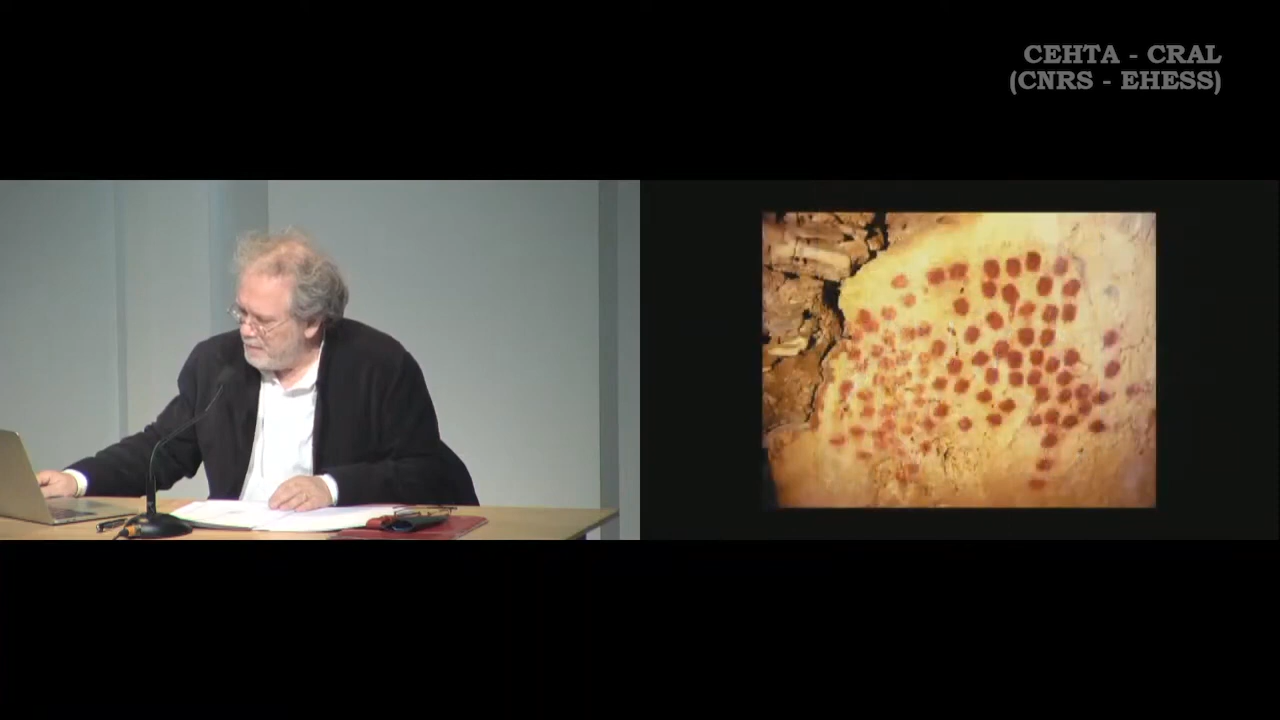 CEHTA - CRAL
(CNRS - EHESS)